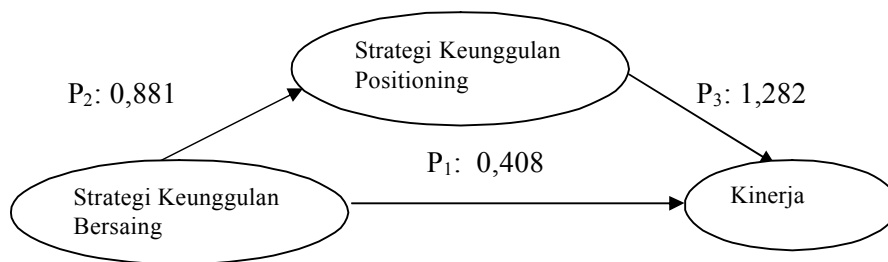 Strategi Keunggulan
Positioning
P₂: 0,881
P₃: 1,282
P₁: 0,408
Strategi Keunggulan
Bersaing
Kinerja